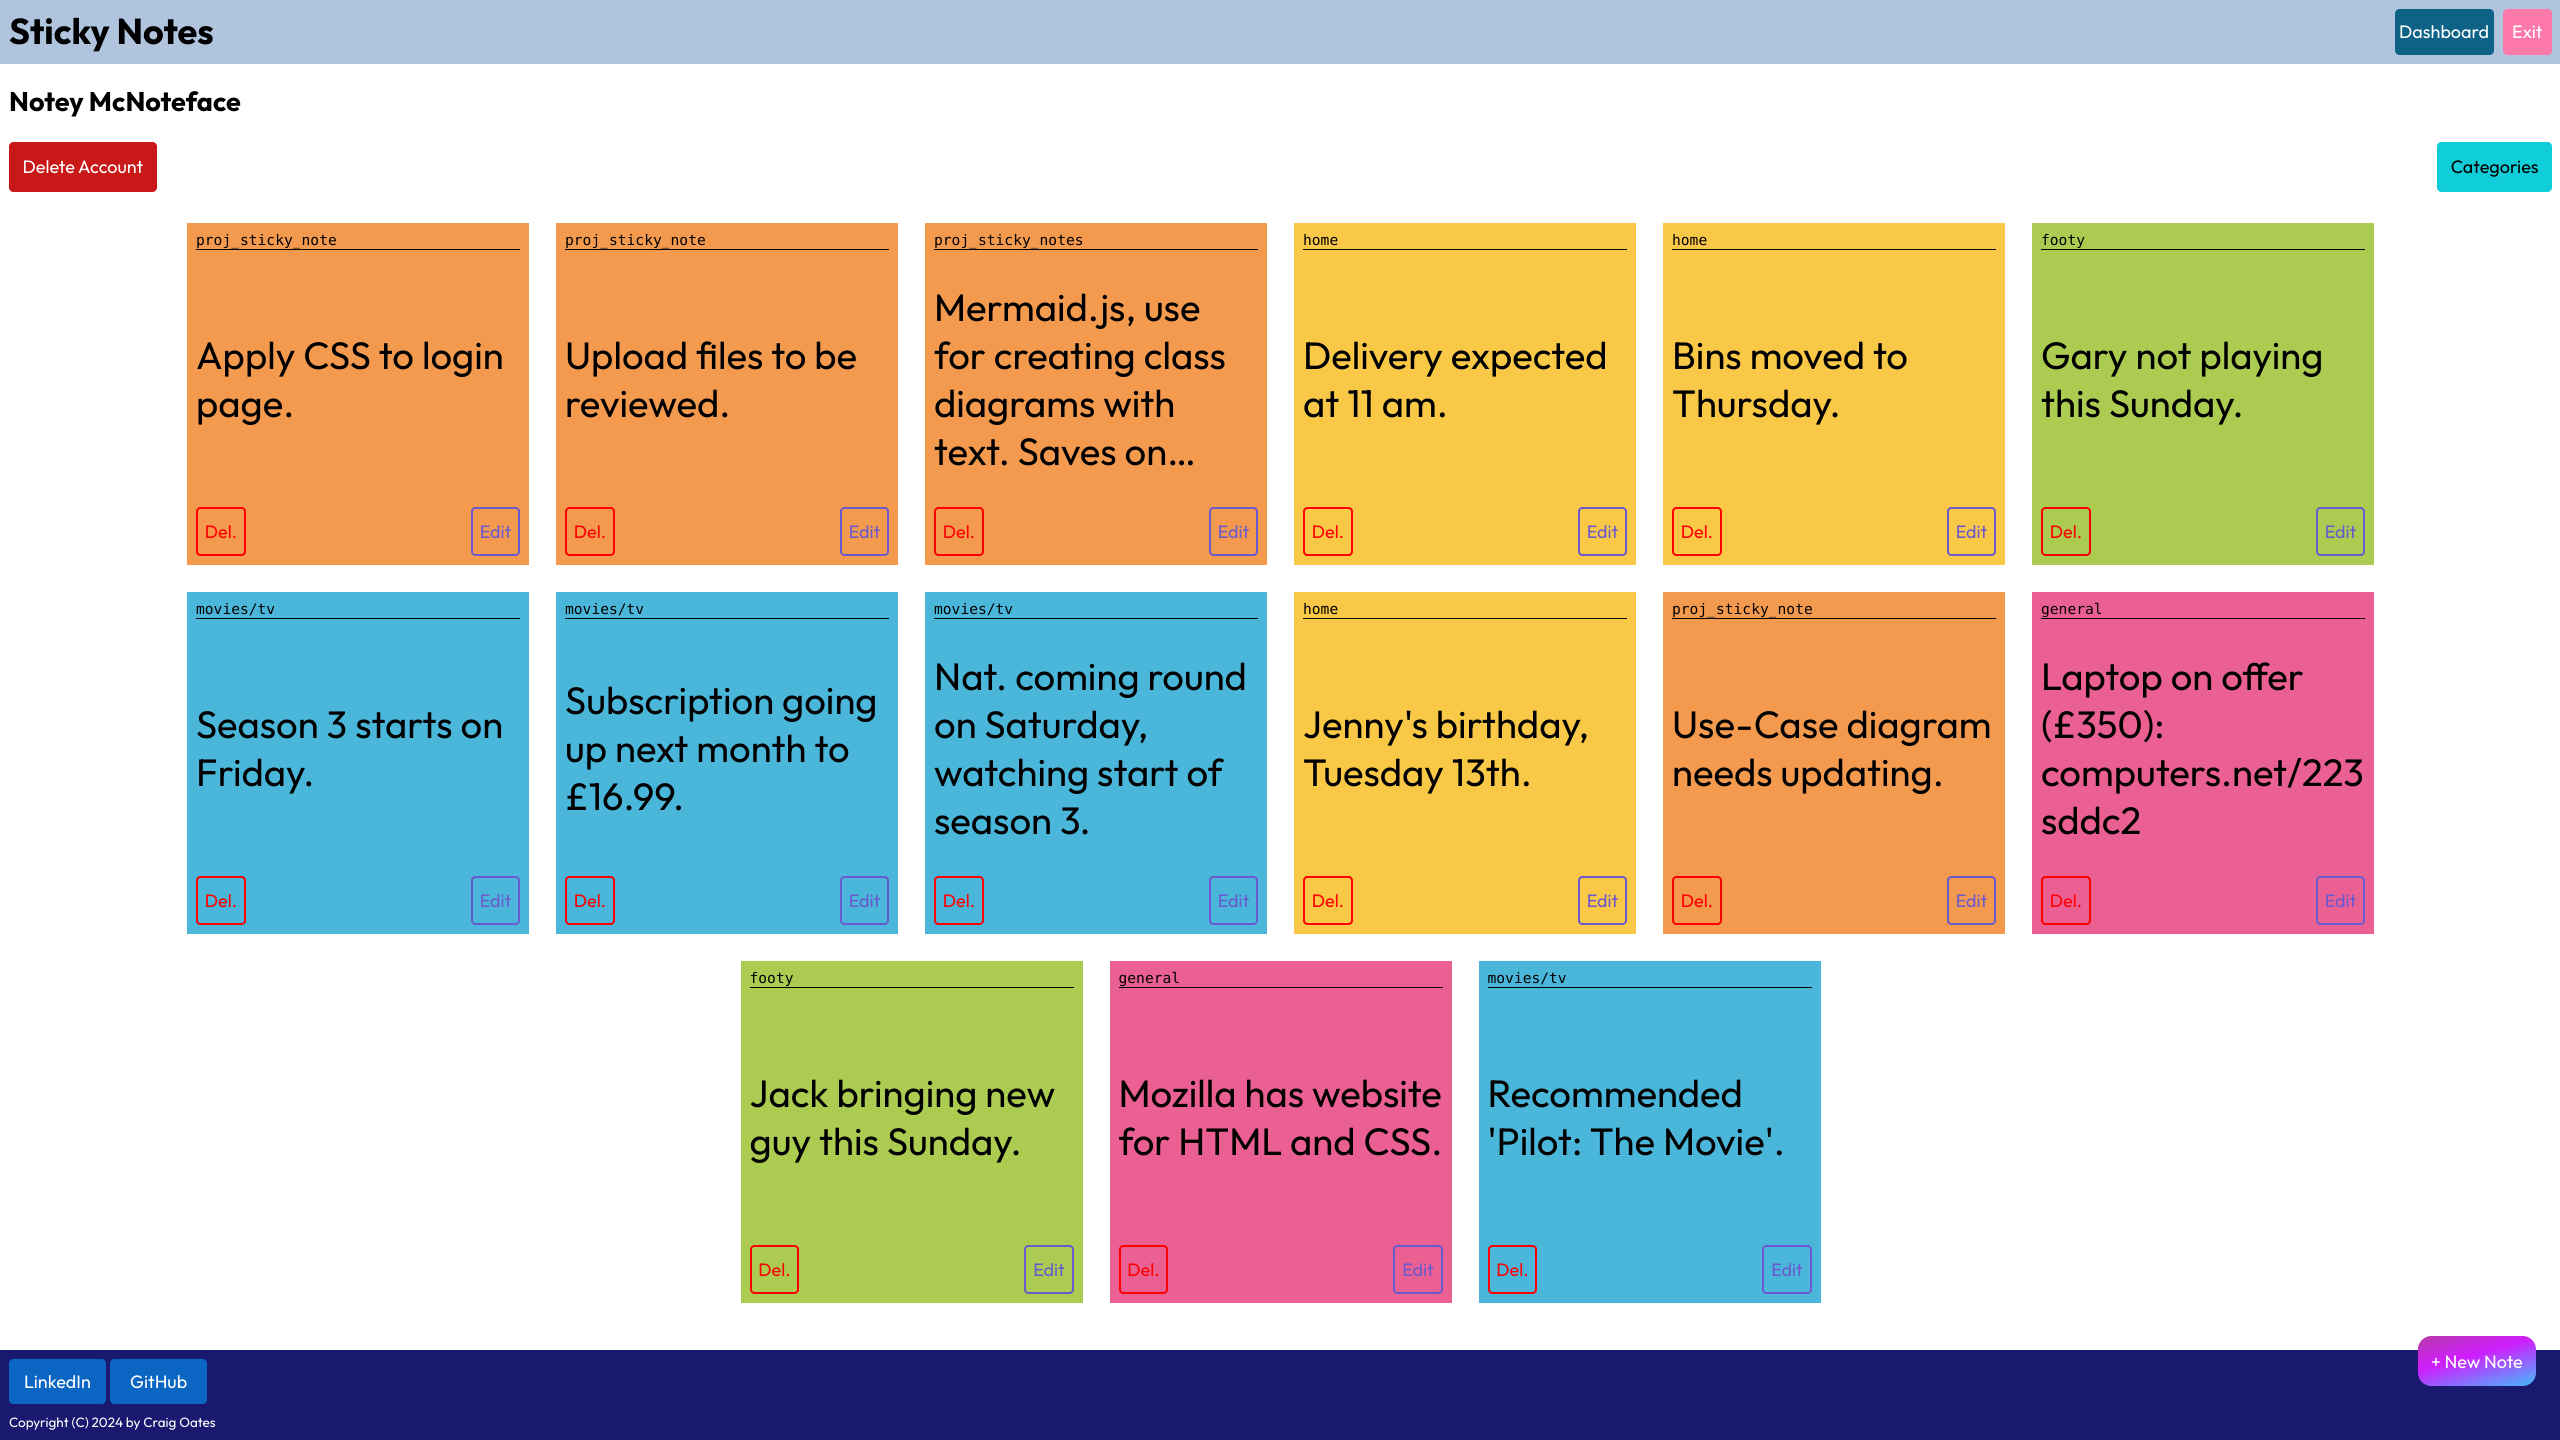 Sticky Notes
Dashboard
Exit
Notey McNoteface
Delete Account
Categories
proj_sticky_note
Apply CSS to login
page.
Del.
Edit
proj_sticky_note
Upload files to be
reviewed.
Del.
Edit
proj_sticky_notes
Mermaid.js, use
for creating class
diagrams with
text. Saves on...
Del.
Edit
home
Delivery expected
at 11 am.
Del.
Edit
home
Bins moved to
Thursday.
Del.
Edit
footy
Gary not playing
this Sunday.
Del.
Edit
movies/tv
Season 3 starts on
Friday.
Del.
Edit
movies/tv
Subscription going
up next month to
£16.99.
Del.
Edit
movies/tv
Nat. coming round
on Saturday,
watching start of
season 3.
Del.
Edit
home
Jenny's birthday,
Tuesday 13th.
Del.
Edit
proj_sticky_note
Use-Case diagram
needs updating.
Del.
Edit
general
Laptop on offer
(£350):
computers.net/223
sddc2
Del.
Edit
footy
Jack bringing new
guy this Sunday.
Del.
Edit
general
Mozilla has website
for HTML and CSS.
Del.
Edit
movies/tv
Recommended
'Pilot: The Movie'.
Del.
Edit
+ New Note
LinkedIn
GitHub
Copyright (C) 2024 by Craig Oates